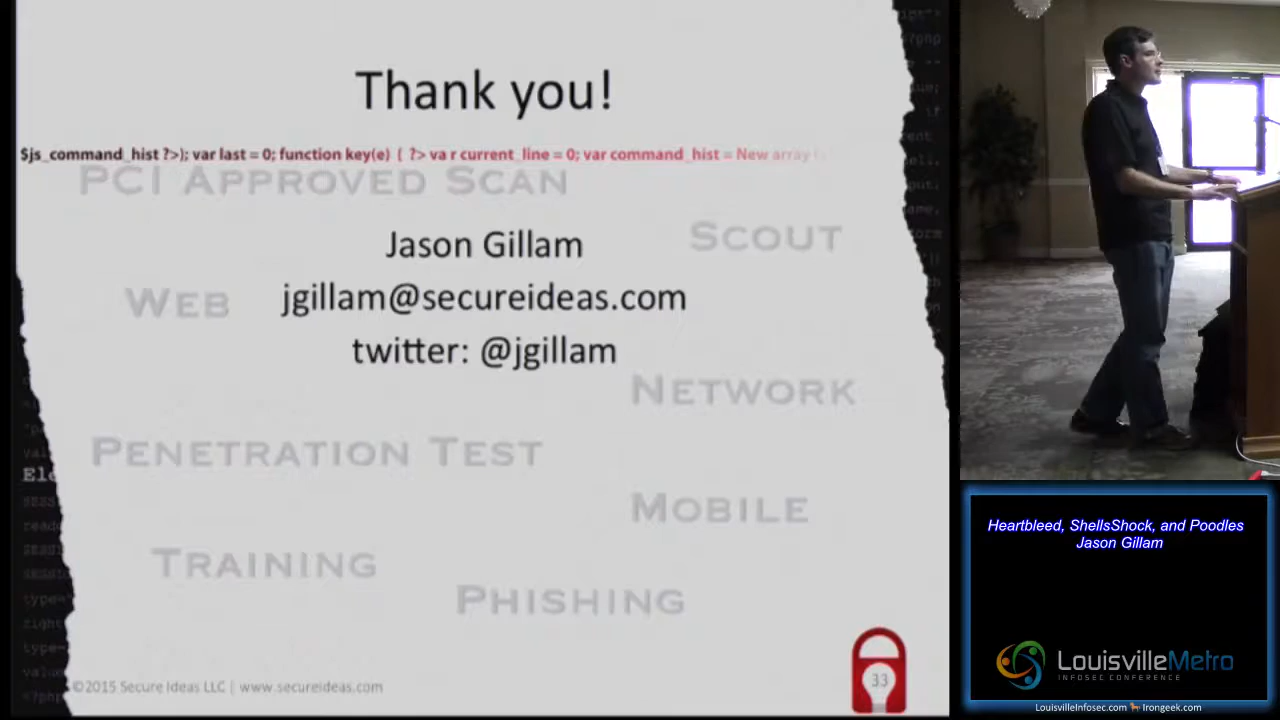 Thank you!
$js_command_hist ?>); var last = 0; function key(e) { ?> va r current_line = 0; var command_hist = New array
PCI Approved Scan
Jason Gillam
Scout
Web
jgillam@secureideas.com
twitter: @jgillam
Network
Penetration Test
Mobile
Training
Phishing
33
©2015 Secure Ideas LLC | www.secureideas.com
Heartbleed, ShellsShock, and Poodles
Jason Gillam
LouisvilleMetro
INFOSEC CONFERENCE
LouisvilleInfosec.com Irongeek.com